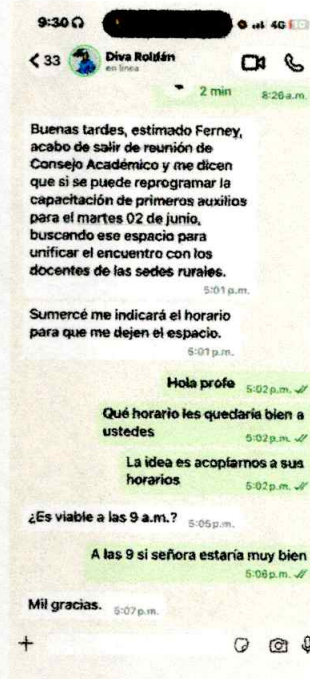 9:30
4G
33
Diva Roldán
en línea
2 min
8:26 a.m.
Buenas tardes, estimado Ferney,
acabo de salir de reunión de
Consejo Académico y me dicen
que si se puede reprogramar la
capacitación de primeros auxilios
para el martes 02 de junio,
buscando ese espacio para
unificar el encuentro con los
docentes de las sedes rurales.
5:01 p.m.
Sumercé me indicará el horario
para que me dejen el espacio.
5:01 p.m.
Hola profe 5:02 p.m.
Qué horario les quedaría bien a
ustedes
5:02 p.m.
La idea es acoplarnos a sus
horarios
5:02 p.m.
¿Es viable a las 9 a.m.? 5:05 p.m.
A las 9 si señora estaría muy bien
5:06 p.m.
Mil gracias. 5:07 p.m.